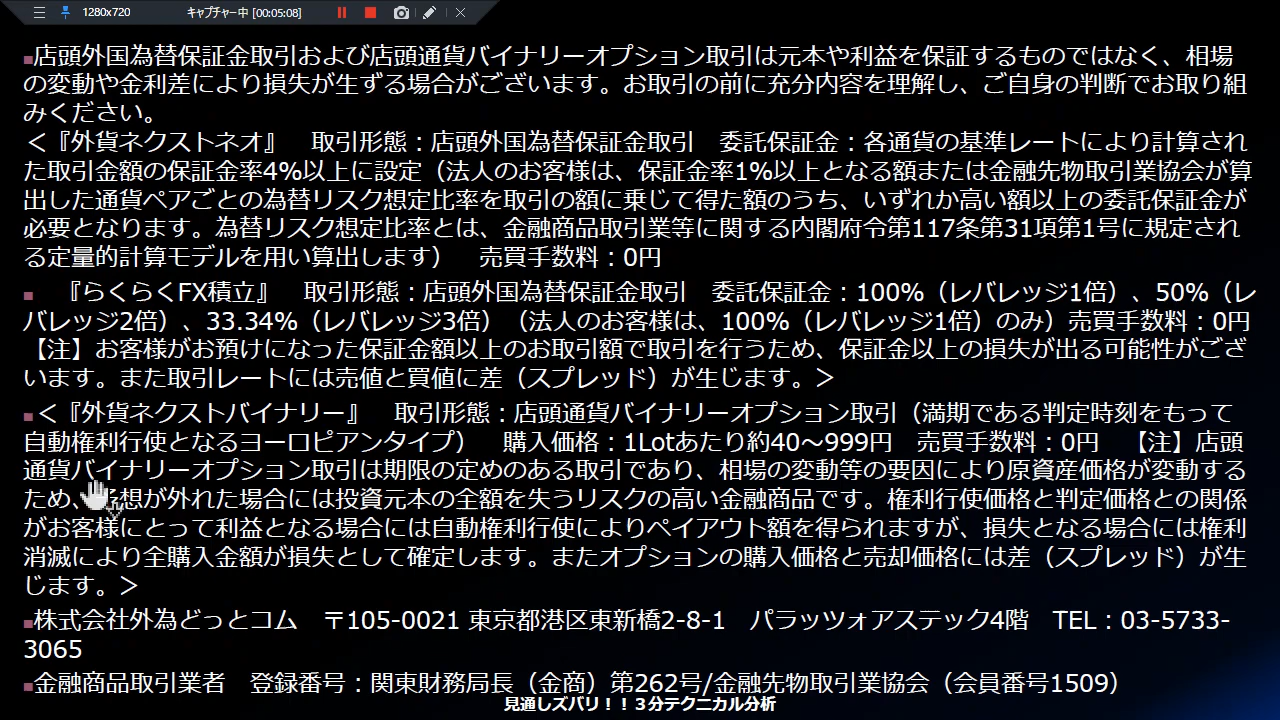 1280x720 キャプチャー中 [00:05:08]
■店頭外国為替保証金取引および店頭通貨バイナリーオプション取引は元本や利益を保証するものではなく、相場
の変動や金利差により損失が生ずる場合がございます。お取引の前に充分内容を理解し、ご自身の判断でお取り組
みください。
＜『外貨ネクストネオ』　取引形態：店頭外国為替保証金取引　委託保証金：各通貨の基準レートにより計算され
た取引金額の保証金率4%以上に設定（法人のお客様は、保証金率1%以上となる額または金融先物取引業協会が算
出した通貨ペアごとの為替リスク想定比率を取引の額に乗じて得た額のうち、いずれか高い額以上の委託保証金が
必要となります。為替リスク想定比率とは、金融商品取引業等に関する内閣府令第117条第31項第1号に規定され
る定量的計算モデルを用い算出します）　売買手数料：0円
■　『らくらくFX積立』　取引形態：店頭外国為替保証金取引　委託保証金：100%（レバレッジ1倍）、50%（レ
バレッジ2倍）、33.34%（レバレッジ3倍）（法人のお客様は、100%（レバレッジ1倍）のみ）売買手数料：0円
【注】お客様がお預けになった保証金額以上のお取引額で取引を行うため、保証金以上の損失が出る可能性がござ
います。また取引レートには売値と買値に差（スプレッド）が生じます。＞
■＜『外貨ネクストバイナリー』　取引形態：店頭通貨バイナリーオプション取引（満期である判定時刻をもって
自動権利行使となるヨーロピアンタイプ）　購入価格：1Lotあたり約40～999円　売買手数料：0円　【注】店頭
通貨バイナリーオプション取引は期限の定めのある取引であり、相場の変動等の要因により原資産価格が変動する
ため、予想が外れた場合には投資元本の全額を失うリスクの高い金融商品です。権利行使価格と判定価格との関係
がお客様にとって利益となる場合には自動権利行使によりペイアウト額を得られますが、損失となる場合には権利
消滅により全購入金額が損失として確定します。またオプションの購入価格と売却価格には差（スプレッド）が生
じます。＞
■株式会社外為どっとコム　〒105-0021 東京都港区東新橋2-8-1　パラッツォアステック4階　TEL：03-5733-
3065
■金融商品取引業者　登録番号：関東財務局長（金商）第262号/金融先物取引業協会（会員番号1509）
見通しズバリ！！３分テクニカル分析